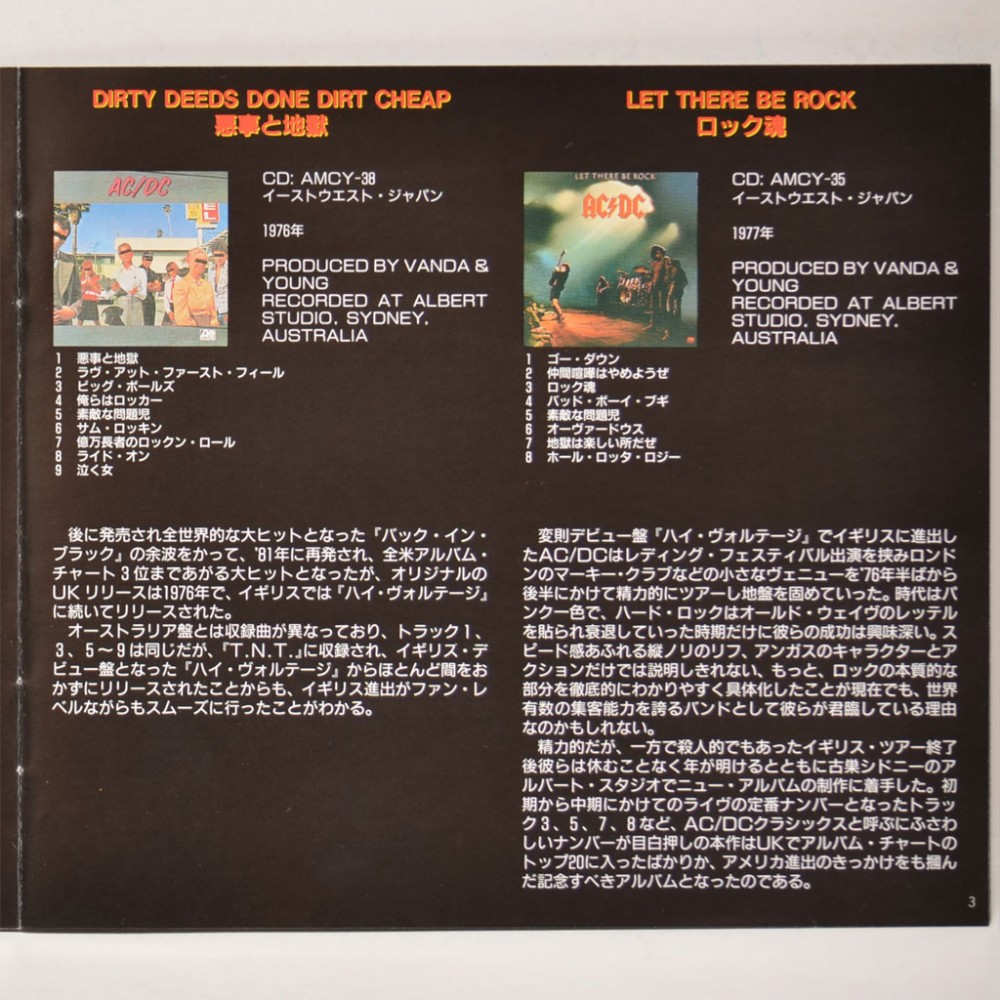 DIRTY DEEDS DONE DIRT CHEAP
悪事と地獄
AC/DC
CD: AMCY-38
イーストウエスト・ジャパン
1976年
PRODUCED BY VANDA &
YOUNG
RECORDED AT ALBERT
STUDIO, SYDNEY,
AUSTRALIA
1 悪事と地獄
2 ラヴ・アット・ファースト・フィール
3 ビッグ・ボールズ
4 俺らはロッカー
5 素敵な問題児
6 サム・ロッキン
7 億万長者のロックン・ロール
8 ライド・オン
9 泣く女
後に発売され全世界的な大ヒットとなった『バック・イン・
ブラック』の余波をかって、'81年に再発され、全米アルバム・
チャート3位まであがる大ヒットとなったが、オリジナルの
UKリリースは1976年で、イギリスでは『ハイ・ヴォルテージ』
に続いてリリースされた。
オーストラリア盤とは収録曲が異なっており、トラック1、
3、5〜9は同じだが、『T.N.T.』に収録され、イギリス・デ
ビュー盤となった『ハイ・ヴォルテージ』からほとんど間をお
かずにリリースされたことからも、イギリス進出がファン・レ
ベルながらもスムーズに行ったことがわかる。
LET THERE BE ROCK
ロック魂
LET THERE BE ROCK
AC/DC
CD: AMCY-35
イーストウエスト・ジャパン
1977年
PRODUCED BY VANDA &
YOUNG
RECORDED AT ALBERT
STUDIO, SYDNEY,
AUSTRALIA
1 ゴー・ダウン
2 仲間喧嘩はやめようぜ
3 ロック魂
4 バッド・ボーイ・ブギ
5 素敵な問題児
6 オーヴァードウス
7 地獄は楽しい所だぜ
8 ホール・ロッタ・ロジー
変則デビュー盤『ハイ・ヴォルテージ』でイギリスに進出し
たAC/DCはレディング・フェスティバル出演を挟みロンド
ンのマーキー・クラブなどの小さなヴェニューを'76年半ばから
後半にかけて精力的にツアーし地盤を固めていった。時代はパ
ンク一色で、ハード・ロックはオールド・ウェイヴのレッテル
を貼られ衰退していった時期だけに彼らの成功は興味深い。ス
ピード感あふれる縦ノリのリフ、アンガスのキャラクターとア
クションだけでは説明しきれない、もっと、ロックの本質的な
部分を徹底的にわかりやすく具体化したことが現在でも、世界
有数の集客能力を誇るバンドとして彼らが君臨している理由
なのかもしれない。
精力的だが、一方で殺人的でもあったイギリス・ツアー終了
後彼らは休むことなく年が明けるとともに古巣シドニーのア
ルバート・スタジオでニュー・アルバムの制作に着手した。初
期から中期にかけてのライヴの定番ナンバーとなったトラッ
ク3、5、7、8など、AC/DCクラシックスと呼ぶにふさわ
しいナンバーが目白押しの本作はUKでアルバム・チャートの
トップ20に入ったばかりか、アメリカ進出のきっかけをも掴ん
だ記念すべきアルバムとなったのである。
3